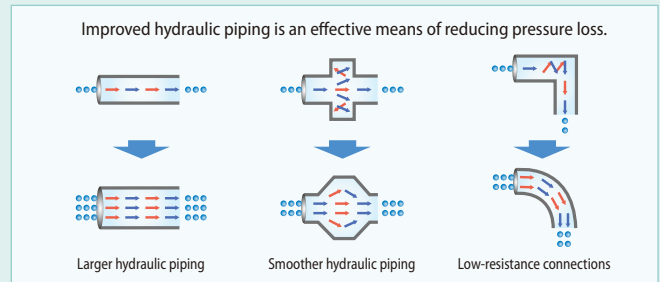 Improved hydraulic piping is an effective means of reducing pressure loss.
Larger hydraulic piping
Smoother hydraulic piping
Low-resistance connections